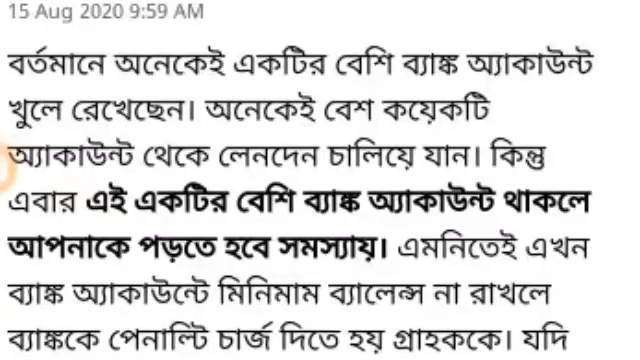 15 Aug 2020 9:59 AM
বর্তমানে অনেকেই একটির বেশি ব্যাঙ্ক অ্যাকাউন্ট
খুলে রেখেছেন। অনেকেই বেশ কয়েকটি
অ্যাকাউন্ট থেকে লেনদেন চালিয়ে যান। কিন্তু
এবার এই একটির বেশি ব্যাঙ্ক অ্যাকাউন্ট থাকলে
আপনাকে পড়তে হবে সমস্যায়। এমনিতেই এখন
ব্যাঙ্ক অ্যাকাউন্টে মিনিমাম ব্যালেন্স না রাখলে
ব্যাঙ্ককে পেনাল্টি চার্জ দিতে হয় গ্রাহককে। যদি